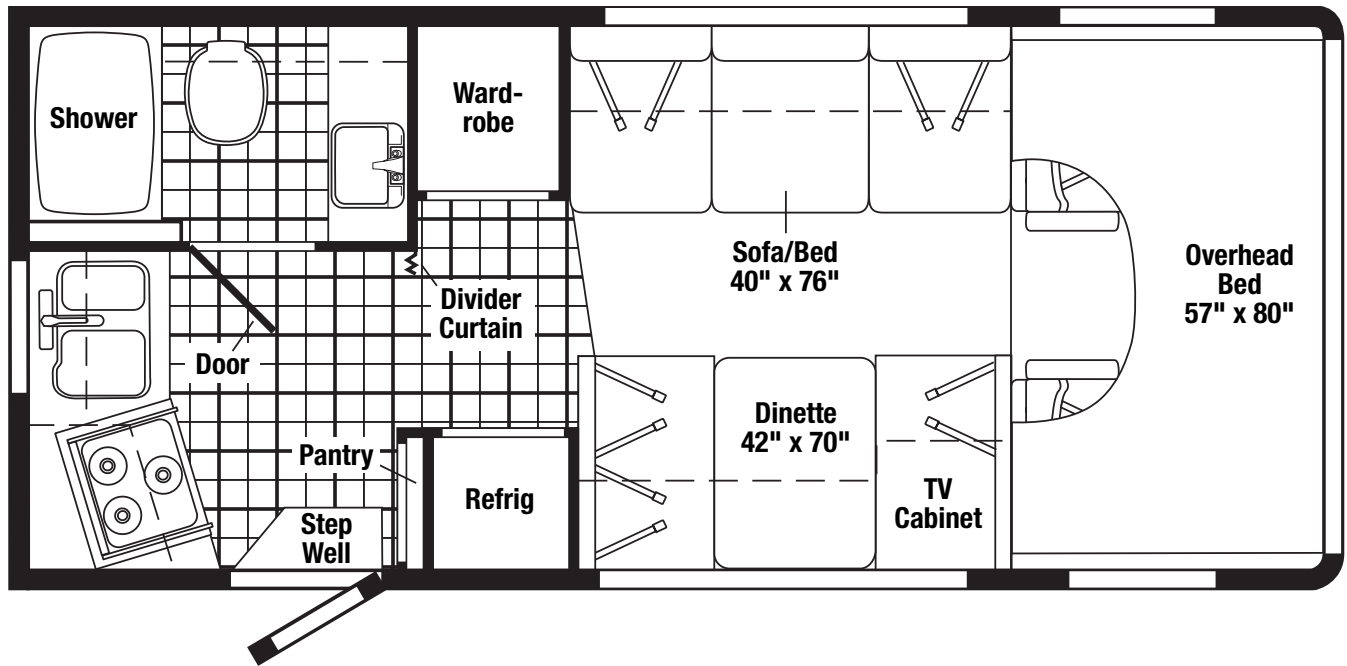 Shower
Ward-
robe
Sofa/Bed
40" x 76"
Overhead
Bed
57" x 80"
Divider
Curtain
Door
Dinette
42" x 70"
Pantry
Refrig
TV
Cabinet
Step
Well